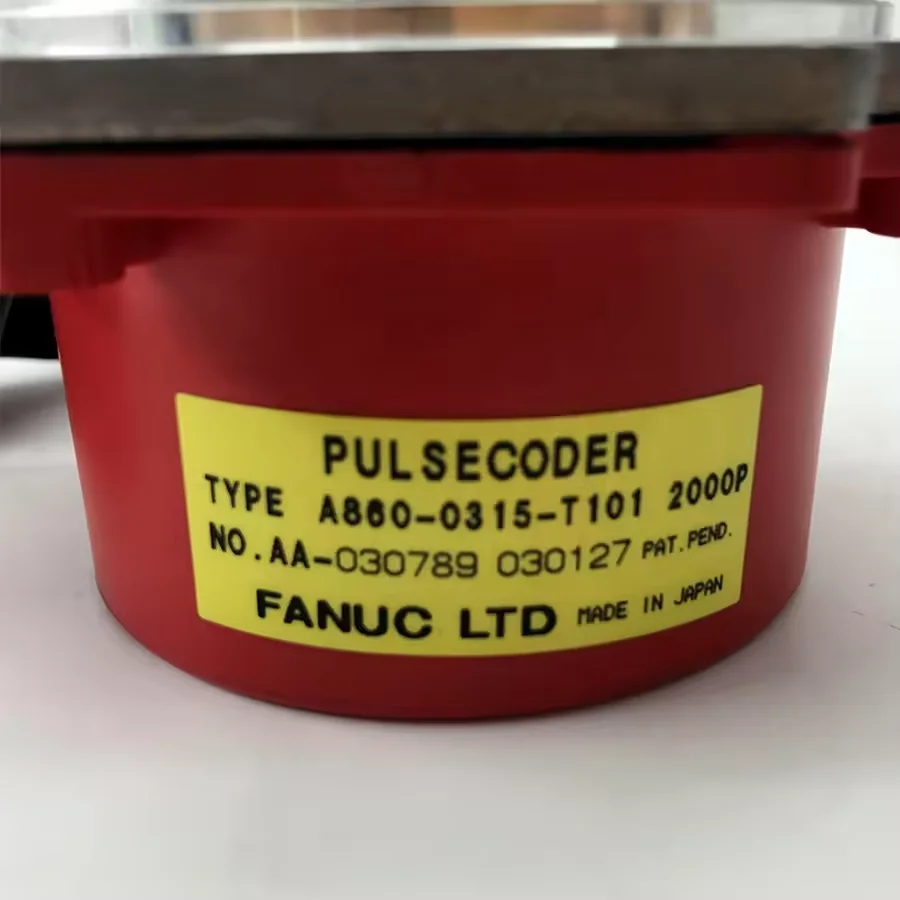 PULSECODER
TYPE A860-0315-T101 2000P
NO.AA-030789 030127 PAT.PEND.
FANUC LTD MADE IN JAPAN